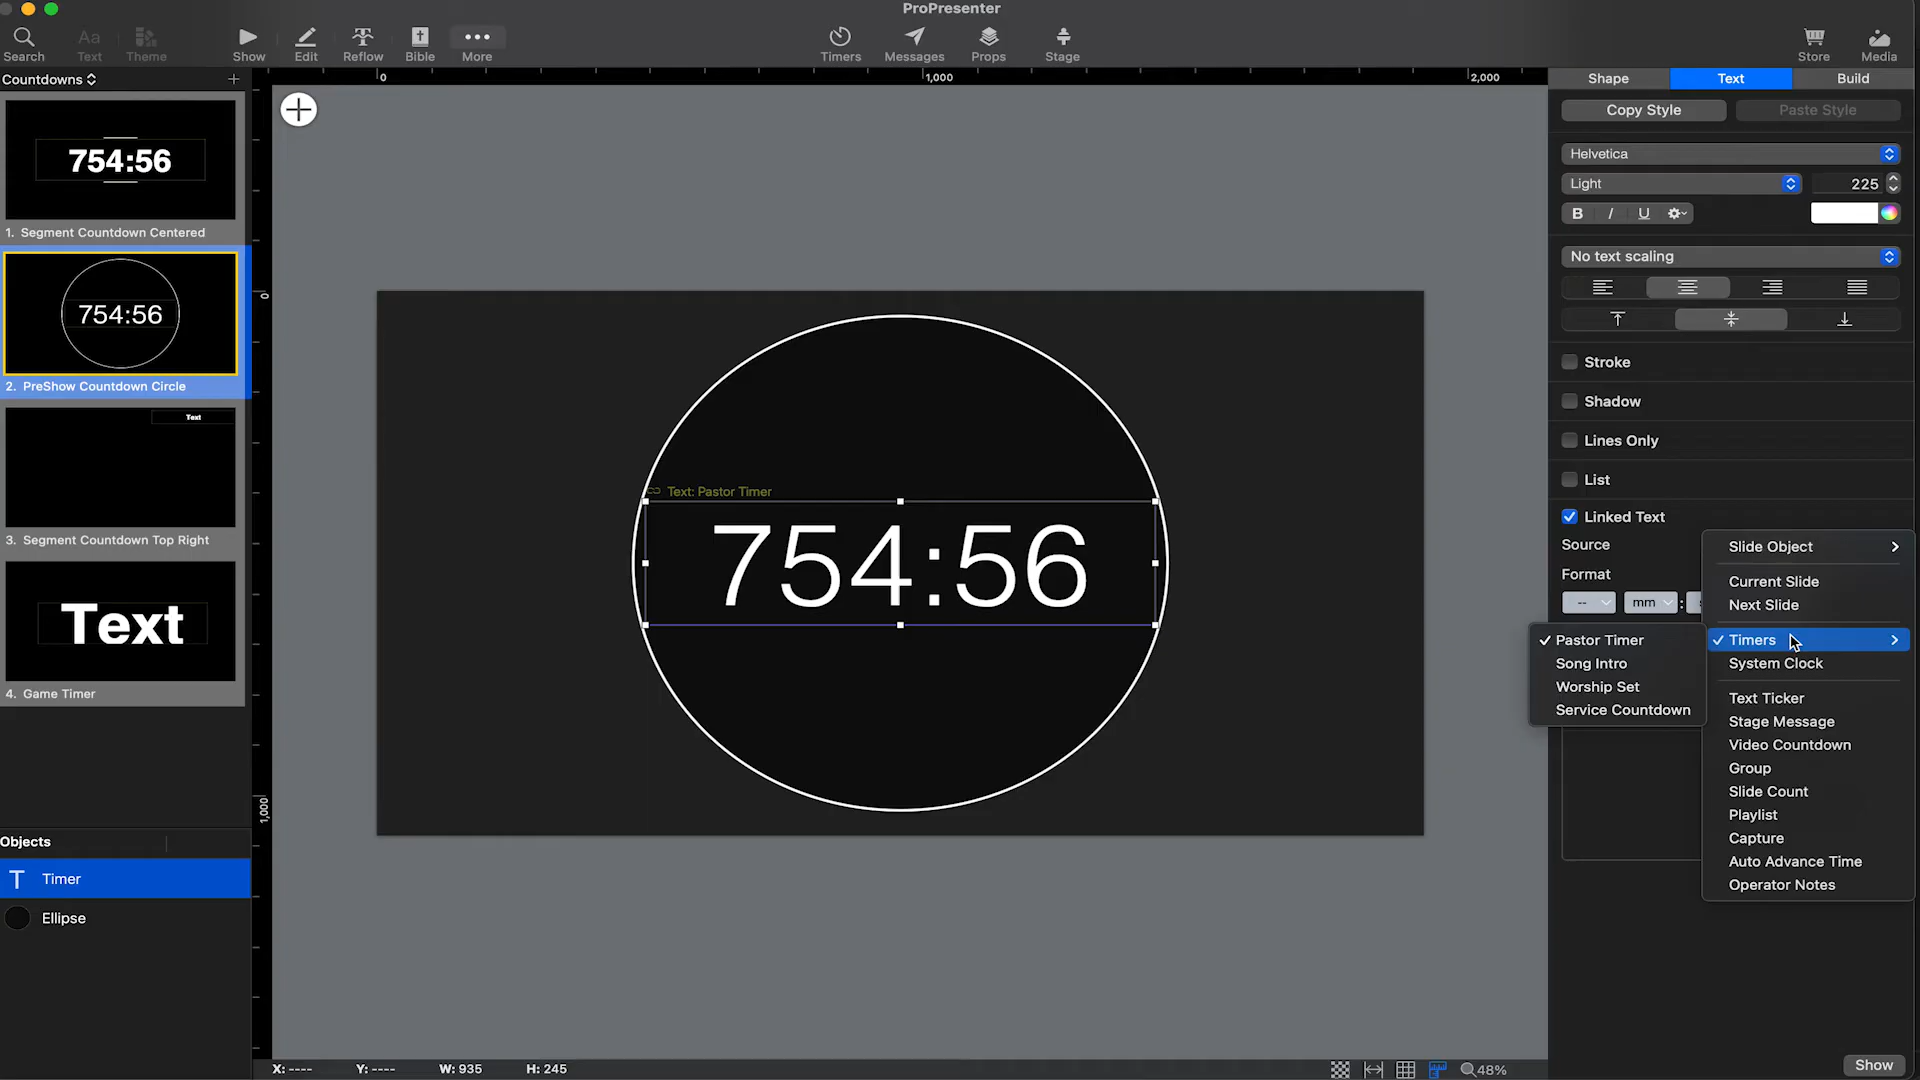 ProPresenter
Search
Text
Theme
Show
Edit
Reflow
Bible
More
Timers
Messages
Props
Stage
Store
Media
Countdowns
754:56
1. Segment Countdown Centered
754:56
2. PreShow Countdown Circle
Text
3. Segment Countdown Top Right
Text
4. Game Timer
Objects
Timer
Ellipse
0
1,000
2,000
0
1,000
Text: Pastor Timer
754:56
X: ----
Y: ----
W: 935
H: 245
48%
Shape
Text
Build
Copy Style
Paste Style
Helvetica
Light
225
B
I
U
No text scaling
Stroke
Shadow
Lines Only
List
Linked Text
Source
Format
--
mm
:
Slide Object
Current Slide
Next Slide
Timers
System Clock
Text Ticker
Stage Message
Video Countdown
Group
Slide Count
Playlist
Capture
Auto Advance Time
Operator Notes
Pastor Timer
Song Intro
Worship Set
Service Countdown
Show